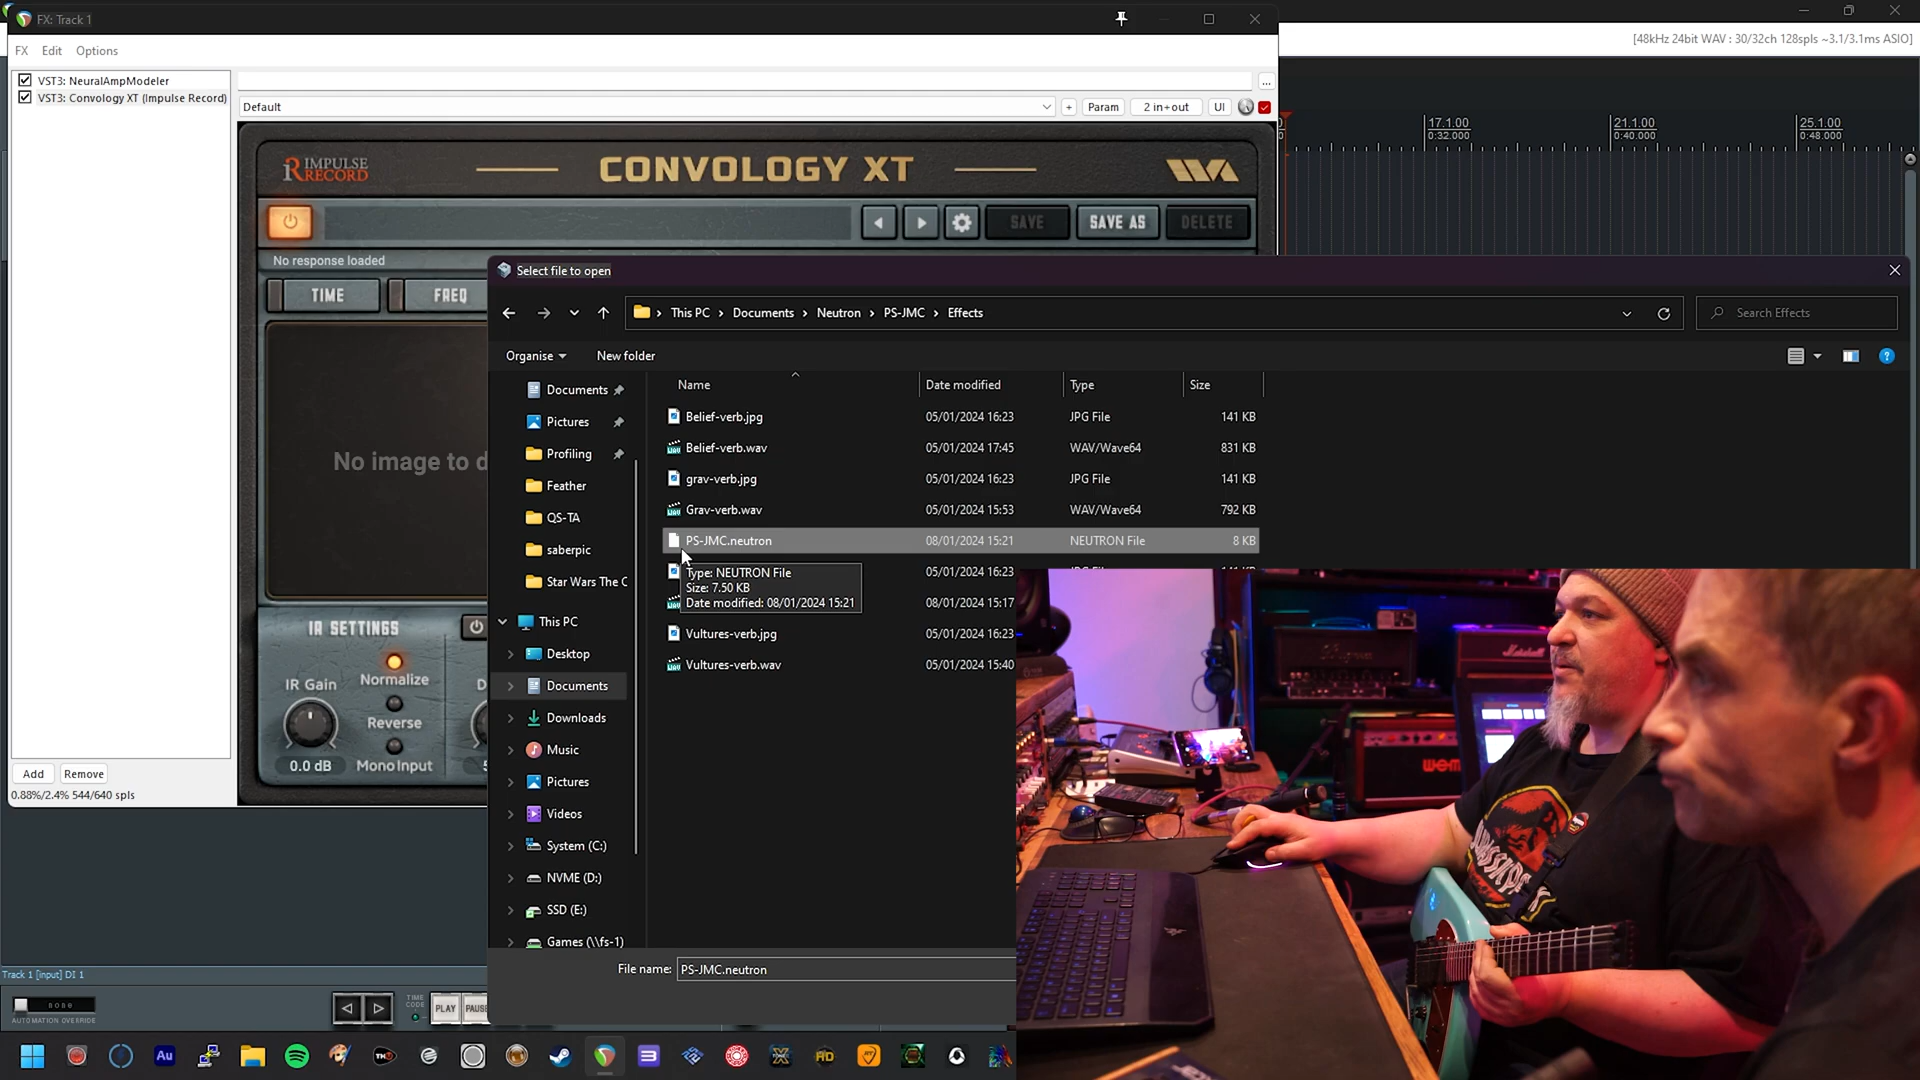 FX: Track 1
[48kHz 24bit WAV : 30/32ch 128spls ~3.1/3.1ms ASIO]
FX Edit Options
VST3: NeuralAmpModeler
VST3: Convology XT (Impulse Record)
...
Default + Param 2 in+out UI
17.1.00 21.1.00 25.1.00
0:32.000 0:40.000 0:48.000
IMPULSE RECORD
CONVOLOGY XT
SAVE SAVE AS DELETE
No response loaded
Select file to open
TIME FREQ
This PC > Documents > Neutron > PS-JMC > Effects
Search Effects
Organise New folder
Name Date modified Type Size
Documents
Pictures
Profiling
Feather
QS-TA
saberpic
Star Wars The C
This PC
Desktop
Documents
Downloads
Music
Pictures
Videos
System (C:)
NVME (D:)
SSD (E:)
Games (\\fs-1)
Belief-verb.jpg 05/01/2024 16:23 JPG File 141 KB
Belief-verb.wav 05/01/2024 17:45 WAV/Wave64 831 KB
grav-verb.jpg 05/01/2024 16:23 JPG File 141 KB
Grav-verb.wav 05/01/2024 15:53 WAV/Wave64 792 KB
PS-JMC.neutron 08/01/2024 15:21 NEUTRON File 8 KB
05/01/2024 16:23
08/01/2024 15:17
Type: NEUTRON File
Size: 7.50 KB
Date modified: 08/01/2024 15:21
Vultures-verb.jpg 05/01/2024 16:23
Vultures-verb.wav 05/01/2024 15:40
No image to d
IR SETTINGS
IR Gain
Normalize
Reverse
Mono Input
0.0 dB
Add Remove
0.88%/2.4% 544/640 spls
File name: PS-JMC.neutron
Track 1 [input] DI 1
NONE
AUTOMATION OVERRIDE
TIME CODE
PLAY PAUSE
Au
Marshall
JURASSIC